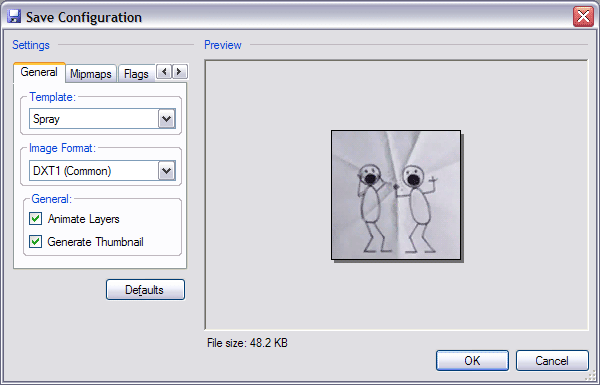 Save Configuration
Settings
Preview
General
Mipmaps
Flags
Template:
Spray
Image Format:
DXT1 (Common)
General:
Animate Layers
Generate Thumbnail
Defaults
File size: 48.2 KB
OK
Cancel